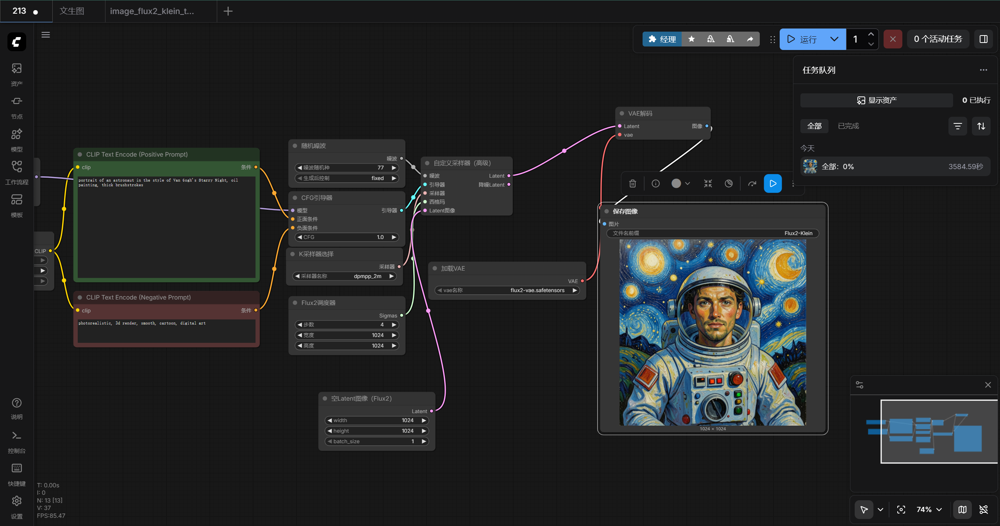 213
文生图
image_flux2_klein_t...
经理
运行
1
0 个活动任务
资产
节点
模型
工作流程
模板
说明
控制台
快捷键
设置
任务队列
显示资产
0 已执行
全部
已完成
今天
全部: 0%
3584.59秒
CLIP
CLIP Text Encode (Positive Prompt)
clip
条件
portrait of an astronaut in the style of Van Gogh's Starry Night, oil
painting, thick brushstrokes
CLIP Text Encode (Negative Prompt)
clip
条件
photorealistic, 3d render, smooth, cartoon, digital art
随机噪波
噪波
噪波随机种 77
生成后控制 fixed
CFG引导器
模型
引导器
正面条件
负面条件
CFG 1.0
K采样器选择
采样器
采样器名称 dpmpp_2m
Flux2调度器
Sigmas
步数 4
宽度 1024
高度 1024
空Latent图像（Flux2）
Latent
width 1024
height 1024
batch_size 1
自定义采样器（高级）
噪波
Latent
引导器
降噪Latent
采样器
西格玛
Latent图像
加载VAE
VAE
vae名称 flux2-vae.safetensors
VAE解码
Latent
图像
vae
保存图像
图片
文件名前缀 Flux2-Klein
1024 × 1024
T: 0.00s
I: 0
N: 13 [13]
V: 37
FPS:85.47
74%